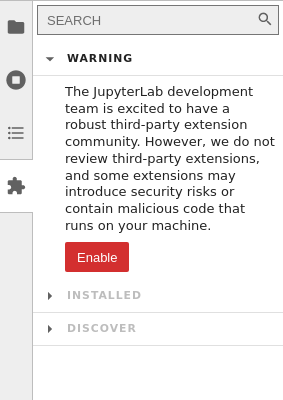 SEARCH
WARNING
The JupyterLab development
team is excited to have a
robust third-party extension
community. However, we do not
review third-party extensions,
and some extensions may
introduce security risks or
contain malicious code that
runs on your machine.
Enable
INSTALLED
DISCOVER